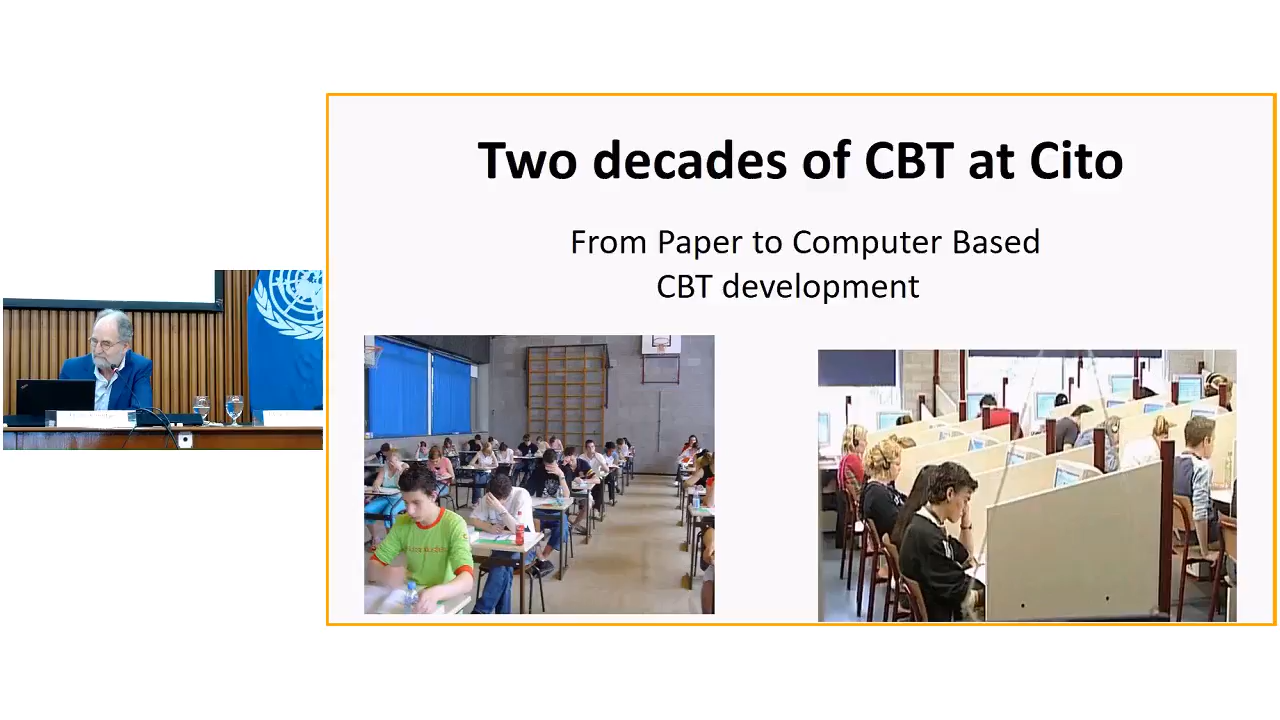 Two decades of CBT at Cito
From Paper to Computer Based
CBT development